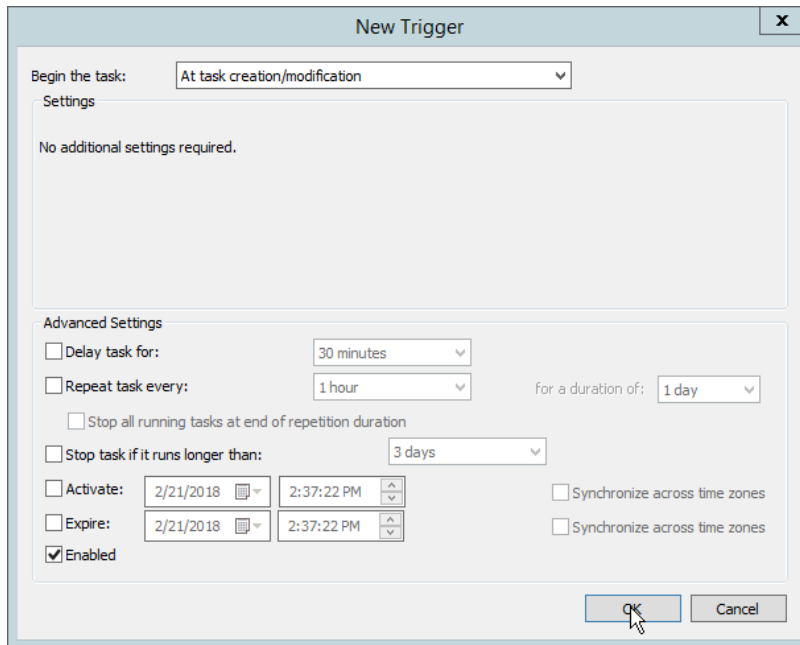 New Trigger
x
Begin the task: At task creation/modification
Settings
No additional settings required.
Advanced Settings
Delay task for: 30 minutes
Repeat task every: 1 hour for a duration of: 1 day
Stop all running tasks at end of repetition duration
Stop task if it runs longer than: 3 days
Activate: 2/21/2018 2:37:22 PM Synchronize across time zones
Expire: 2/21/2018 2:37:22 PM Synchronize across time zones
Enabled
OK Cancel